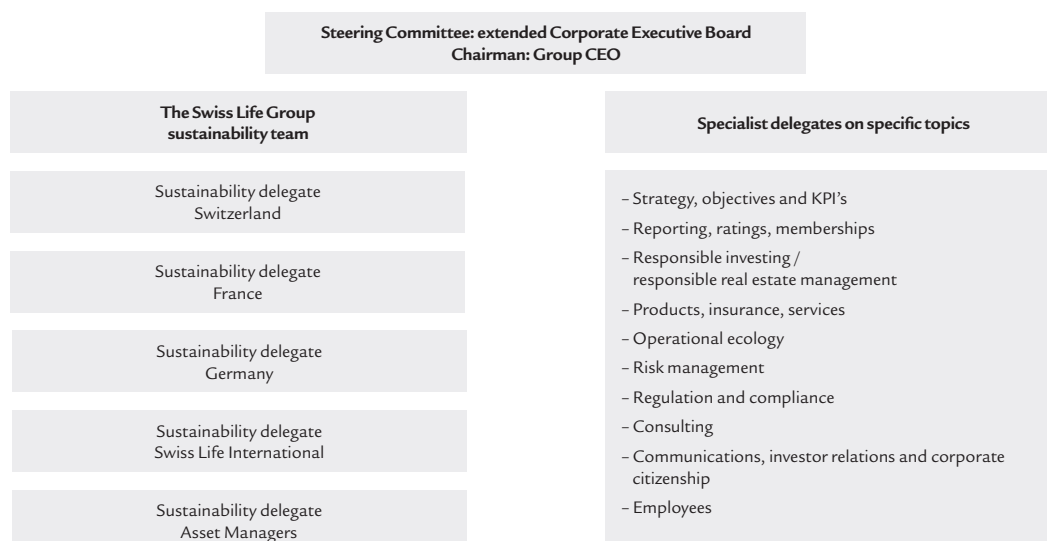 Steering Committee: extended Corporate Executive Board
Chairman: Group CEO
The Swiss Life Group
sustainability team
Sustainability delegate
Switzerland
Sustainability delegate
France
Sustainability delegate
Germany
Sustainability delegate
Swiss Life International
Sustainability delegate
Asset Managers
Specialist delegates on specific topics
– Strategy, objectives and KPI's
– Reporting, ratings, memberships
– Responsible investing /
responsible real estate management
– Products, insurance, services
– Operational ecology
– Risk management
– Regulation and compliance
– Consulting
– Communications, investor relations and corporate
citizenship
– Employees